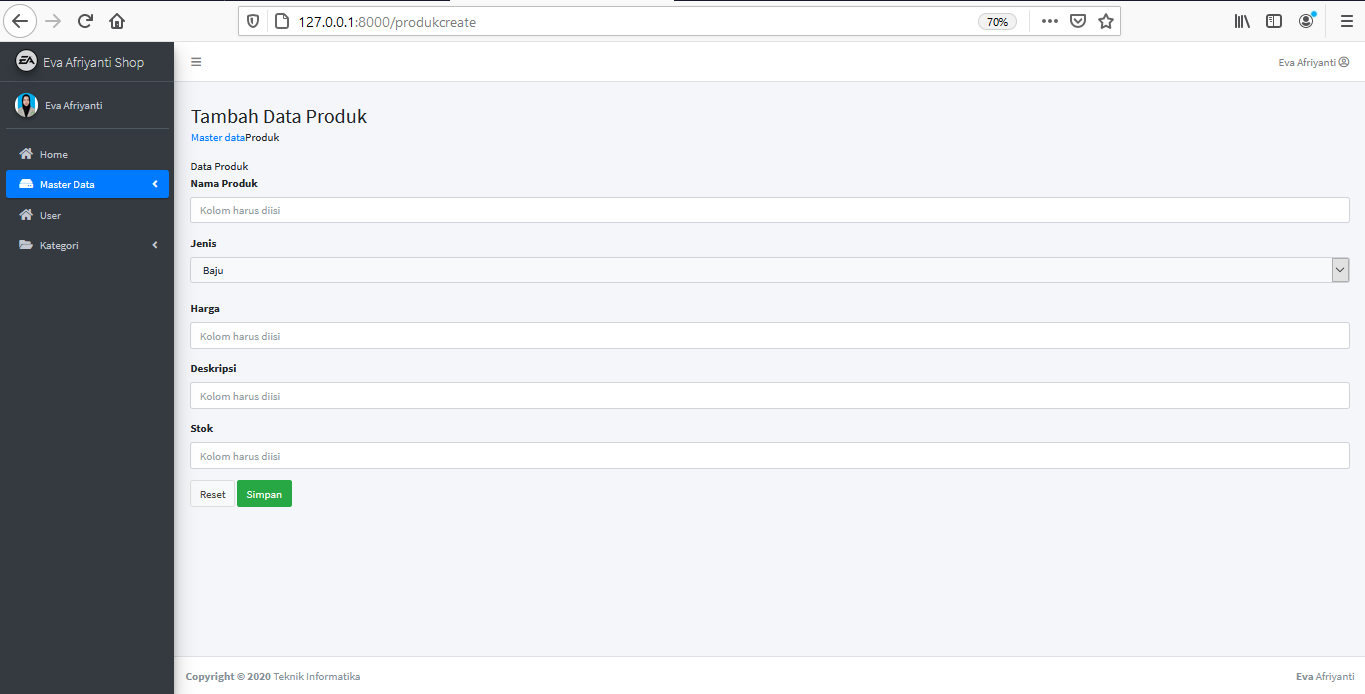 127.0.0.1:8000/produkcreate
70%
EA Eva Afriyanti Shop
Eva Afriyanti
Eva Afriyanti
Home
Master Data
User
Kategori
Tambah Data Produk
Master dataProduk
Data Produk
Nama Produk
Kolom harus diisi
Jenis
Baju
Harga
Kolom harus diisi
Deskripsi
Kolom harus diisi
Stok
Kolom harus diisi
Reset Simpan
Copyright © 2020 Teknik Informatika
Eva Afriyanti